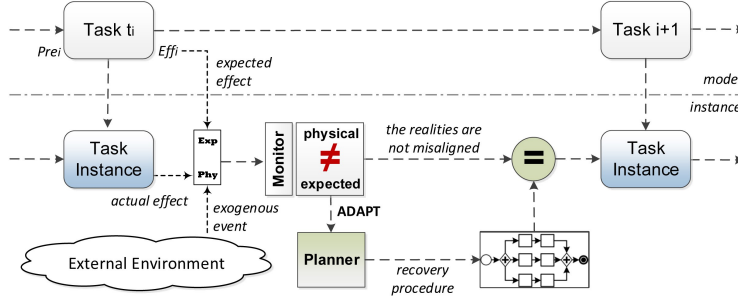 Task ti
Task i+1
Prei
Effi
expected
effect
mode
instance
Task
Instance
Exp
Phy
Monitor
physical
≠
expected
the realities are
not misaligned
=
Task
Instance
actual effect
exogenous
event
ADAPT
External Environment
Planner
recovery
procedure